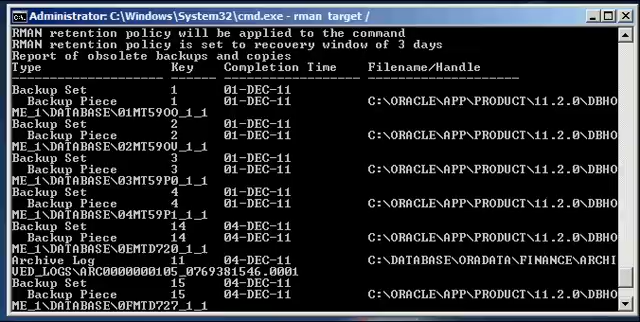 Administrator: C:\Windows\System32\cmd.exe - rman target /
RMAN retention policy will be applied to the command
RMAN retention policy is set to recovery window of 3 days
Report of obsolete backups and copies
Type Key Completion Time Filename/Handle
-------------------- ------ ------------------ --------------------
Backup Set 1 01-DEC-11
Backup Piece 1 01-DEC-11 C:\ORACLE\APP\PRODUCT\11.2.0\DBHO
ME_1\DATABASE\01MT59OO_1_1
Backup Set 2 01-DEC-11
Backup Piece 2 01-DEC-11 C:\ORACLE\APP\PRODUCT\11.2.0\DBHO
ME_1\DATABASE\02MT59OV_1_1
Backup Set 3 01-DEC-11
Backup Piece 3 01-DEC-11 C:\ORACLE\APP\PRODUCT\11.2.0\DBHO
ME_1\DATABASE\03MT59P0_1_1
Backup Set 4 01-DEC-11
Backup Piece 4 01-DEC-11 C:\ORACLE\APP\PRODUCT\11.2.0\DBHO
ME_1\DATABASE\04MT59P1_1_1
Backup Set 14 04-DEC-11
Backup Piece 14 04-DEC-11 C:\ORACLE\APP\PRODUCT\11.2.0\DBHO
ME_1\DATABASE\0EMTD720_1_1
Archive Log 11 04-DEC-11 C:\DATABASE\ORADATA\FINANCE\ARCHI
VED_LOGS\ARC0000000105_0769381546.0001
Backup Set 15 04-DEC-11
Backup Piece 15 04-DEC-11 C:\ORACLE\APP\PRODUCT\11.2.0\DBHO
ME_1\DATABASE\0FMTD727_1_1